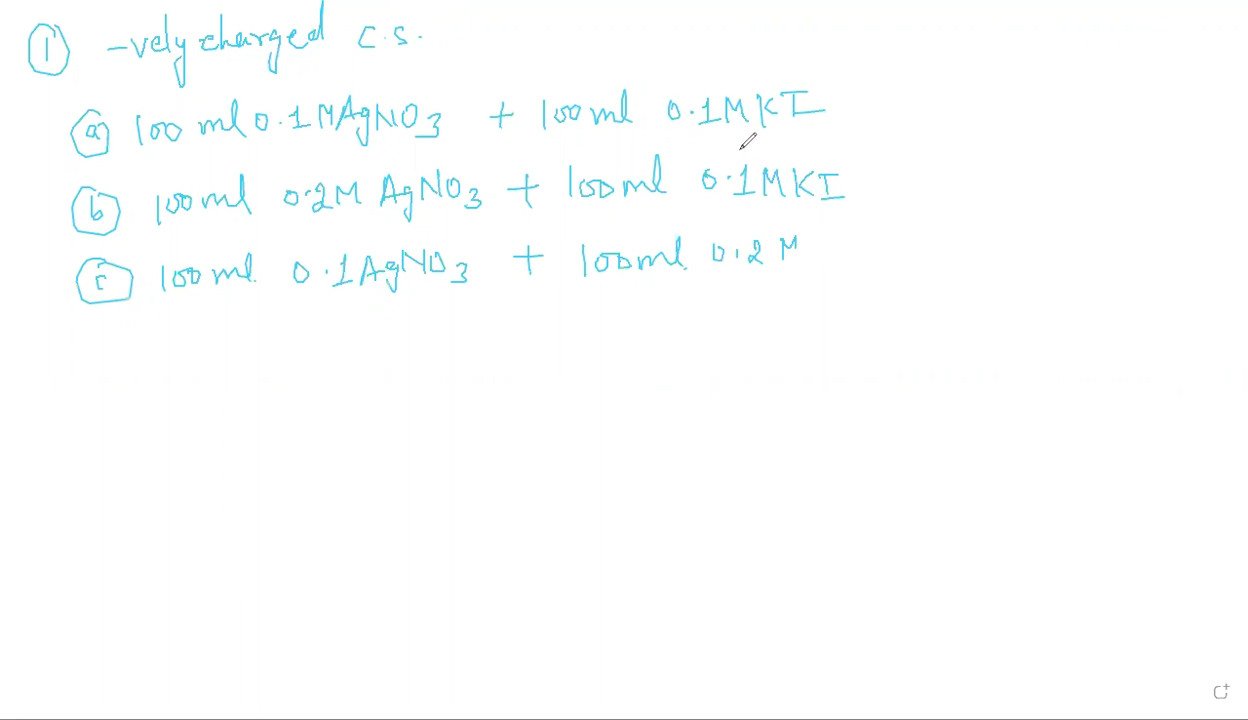 ① -vely charged c.s.
ⓐ 100 ml 0.1 M AgNO3 + 100 ml 0.1 M KI
ⓑ 100 ml 0.2 M AgNO3 + 100 ml 0.1 M KI
ⓒ 100 ml. 0.1 AgNO3 + 100 ml. 0.2 M